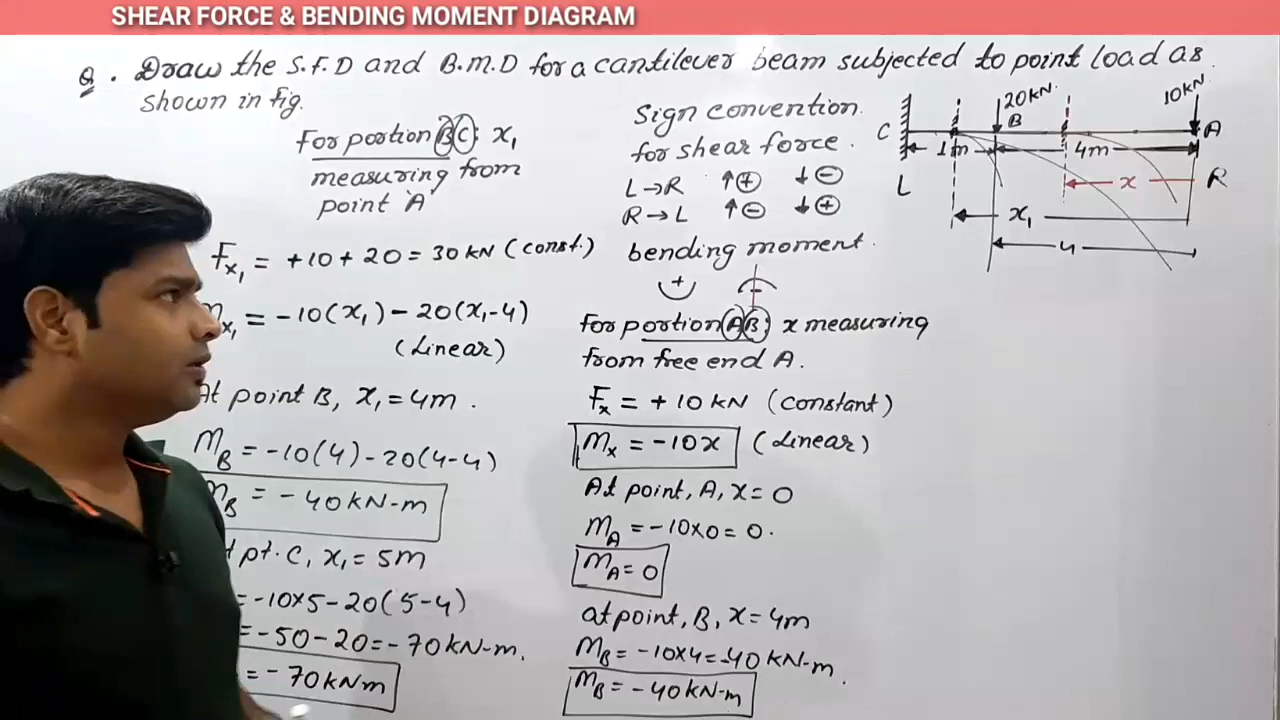 SHEAR FORCE & BENDING MOMENT DIAGRAM
Q. Draw the S.F.D and B.M.D for a cantilever beam subjected to point load as
shown in fig.
For portion BC: x₁
measuring from
point 'A'
Fx₁ = +10+20 = 30 kN (const.)
x₁ = -10(x₁) - 20(x₁-4)
(Linear)
At point B, x₁ = 4m.
MB = -10(4) - 20(4-4)
MB = -40 kN-m
pt. C, x₁ = 5m
= -10×5 - 20(5-4)
= -50-20 = -70 kN-m.
= -70 kNm
Sign convention.
for shear force.
L→R ↑⊕ ↓⊖
R→L ↑⊖ ↓⊕
bending moment.
+ -
For portion AB: x measuring
from free end A.
Fx = +10 kN (constant)
Mx = -10x (Linear)
At point, A, x=0
MA = -10×0 = 0.
MA = 0
at point, B, x = 4m
MB = -10×4 = -40 kN-m.
MB = -40 kN-m
20kN. 10kN
C B A
1m 4m
L x R
x₁
4